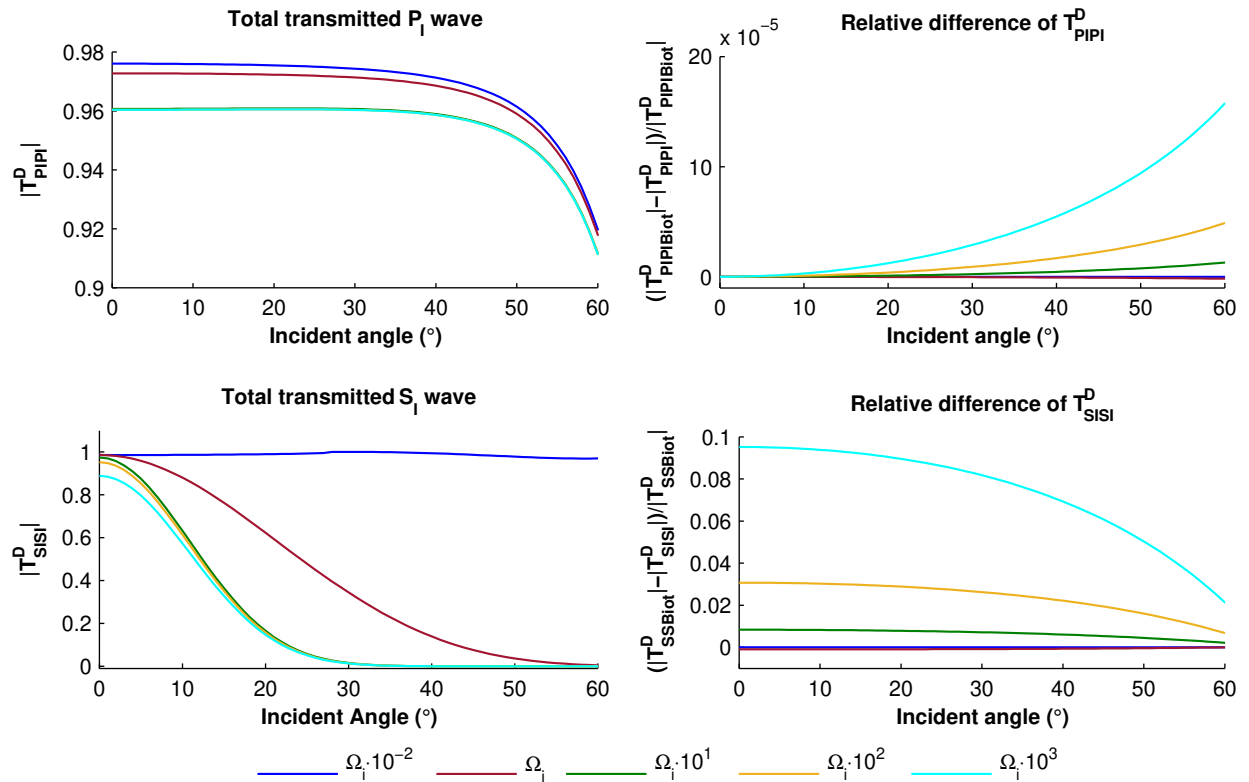 Total transmitted P_I wave
|T^D_PIPI|
0.98
0.96
0.94
0.92
0.9
0 10 20 30 40 50 60
Incident angle (°)
Relative difference of T^D_PIPI
x 10^-5
(|T^D_PIPIBiot|−|T^D_PIPI|)/|T^D_PIPIBiot|
20
10
0
0 10 20 30 40 50 60
Incident angle (°)
Total transmitted S_I wave
|T^D_SISI|
1
0.8
0.6
0.4
0.2
0
0 10 20 30 40 50 60
Incident Angle (°)
Relative difference of T^D_SISI
(|T^D_SSBiot|−|T^D_SISI|)/|T^D_SSBiot|
0.1
0.08
0.06
0.04
0.02
0
0 10 20 30 40 50 60
Incident angle (°)
Ω_i·10^-2 Ω_i Ω_i·10^1 Ω_i·10^2 Ω_i·10^3